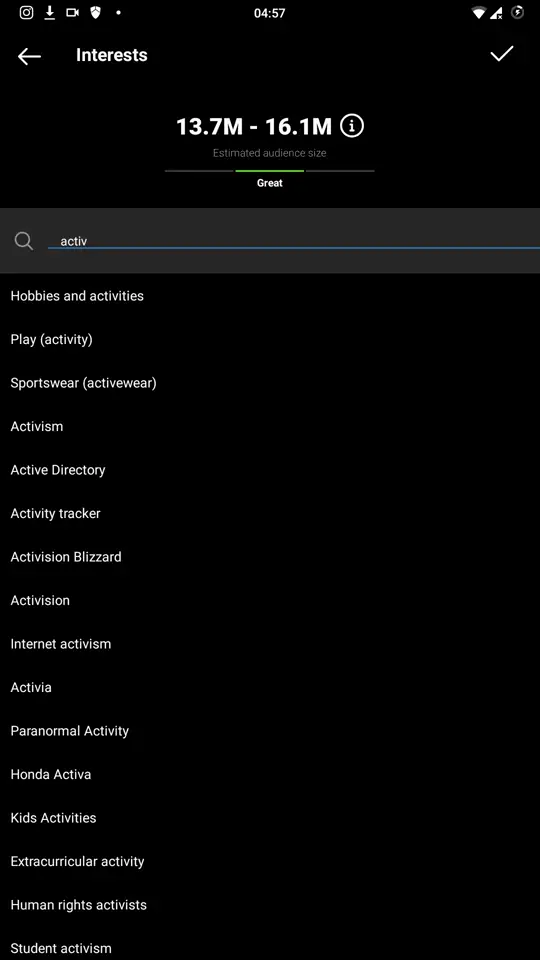 04:57
Interests
13.7M - 16.1M
Estimated audience size
Great
activ
Hobbies and activities
Play (activity)
Sportswear (activewear)
Activism
Active Directory
Activity tracker
Activision Blizzard
Activision
Internet activism
Activia
Paranormal Activity
Honda Activa
Kids Activities
Extracurricular activity
Human rights activists
Student activism